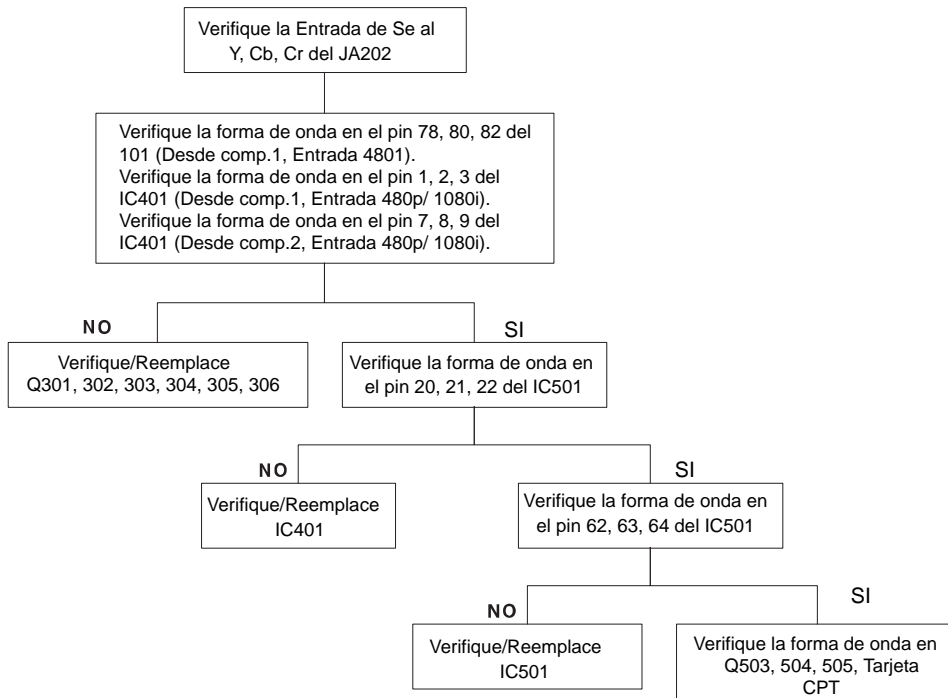 Verifique la Entrada de Se al
Y, Cb, Cr del JA202
Verifique la forma de onda en el pin 78, 80, 82 del
101 (Desde comp.1, Entrada 4801).
Verifique la forma de onda en el pin 1, 2, 3 del
IC401 (Desde comp.1, Entrada 480p/ 1080i).
Verifique la forma de onda en el pin 7, 8, 9 del
IC401 (Desde comp.2, Entrada 480p/ 1080i).
NO
SI
Verifique/Reemplace
Q301, 302, 303, 304, 305, 306
Verifique la forma de onda en
el pin 20, 21, 22 del IC501
NO
SI
Verifique/Reemplace
IC401
Verifique la forma de onda en
el pin 62, 63, 64 del IC501
NO
SI
Verifique/Reemplace
IC501
Verifique la forma de onda en
Q503, 504, 505, Tarjeta
CPT